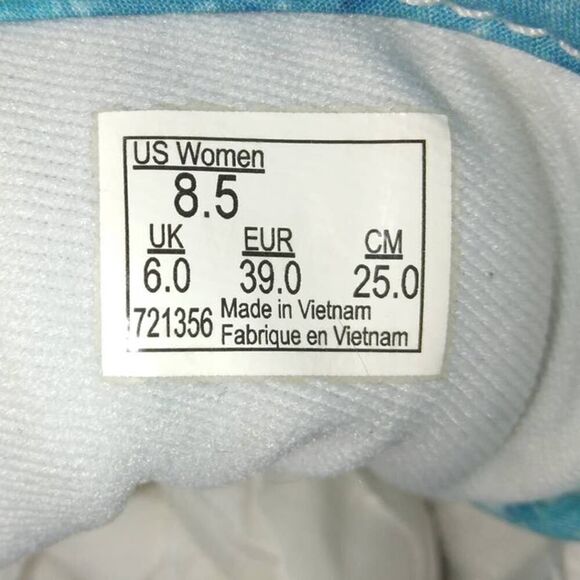 US Women
8.5
UK EUR CM
6.0 39.0 25.0
721356 Made in Vietnam
Fabrique en Vietnam